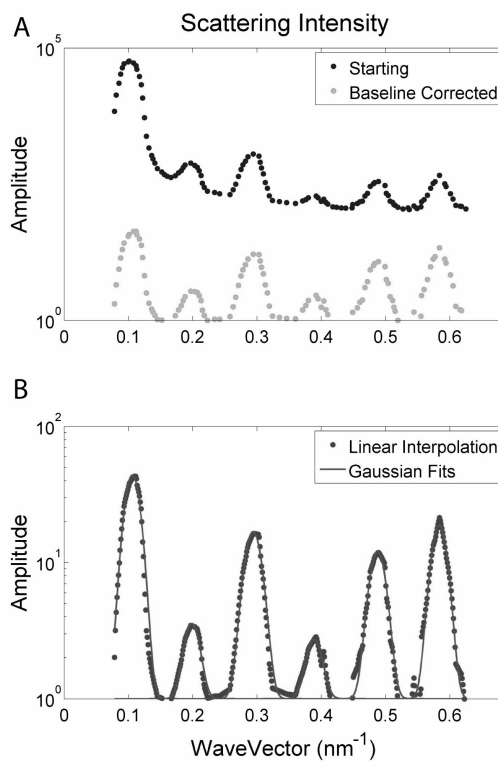 A
Scattering Intensity
10^5
Starting
Baseline Corrected
Amplitude
10^0
0 0.1 0.2 0.3 0.4 0.5 0.6
B
10^2
Linear Interpolation
Gaussian Fits
10^1
Amplitude
10^0
0 0.1 0.2 0.3 0.4 0.5 0.6
WaveVector (nm^-1)